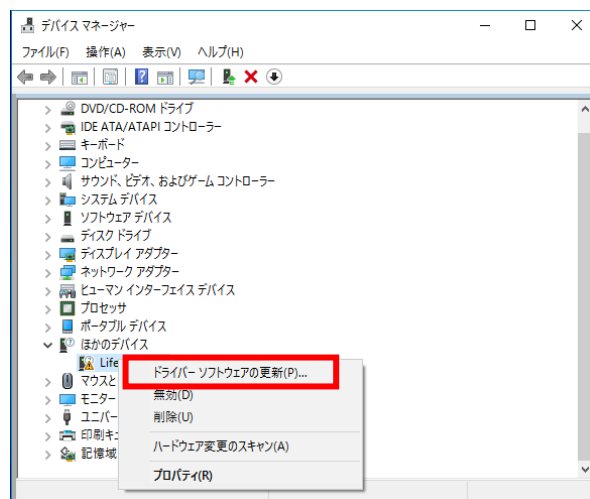 デバイス マネージャー
ファイル(F) 操作(A) 表示(V) ヘルプ(H)
DVD/CD-ROM ドライブ
IDE ATA/ATAPI コントローラー
キーボード
コンピューター
サウンド、ビデオ、およびゲーム コントローラー
システム デバイス
ソフトウェア デバイス
ディスク ドライブ
ディスプレイ アダプター
ネットワーク アダプター
ヒューマン インターフェイス デバイス
プロセッサ
ポータブル デバイス
ほかのデバイス
Life
ドライバー ソフトウェアの更新(P)...
マウスと
無効(D)
モニター
削除(U)
ユニバー
印刷キ
ハードウェア変更のスキャン(A)
記憶域
プロパティ(R)